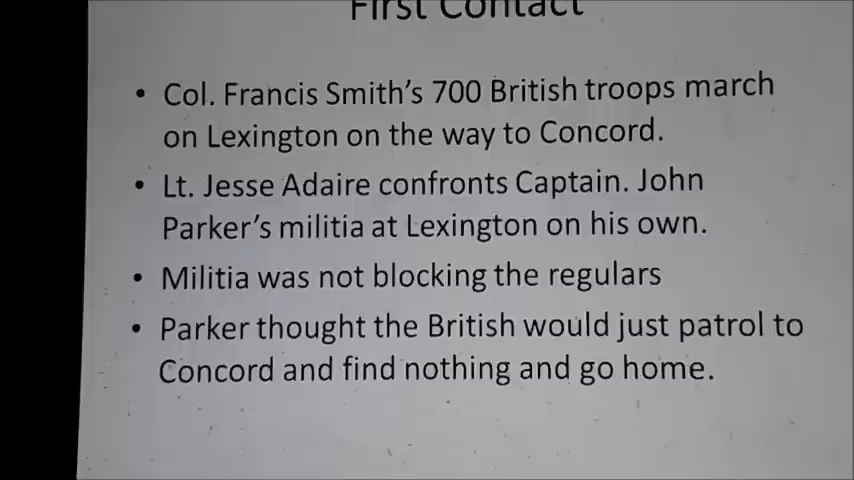 First Contact
• Col. Francis Smith's 700 British troops march
on Lexington on the way to Concord.
• Lt. Jesse Adaire confronts Captain. John
Parker's militia at Lexington on his own.
• Militia was not blocking the regulars
• Parker thought the British would just patrol to
Concord and find nothing and go home.